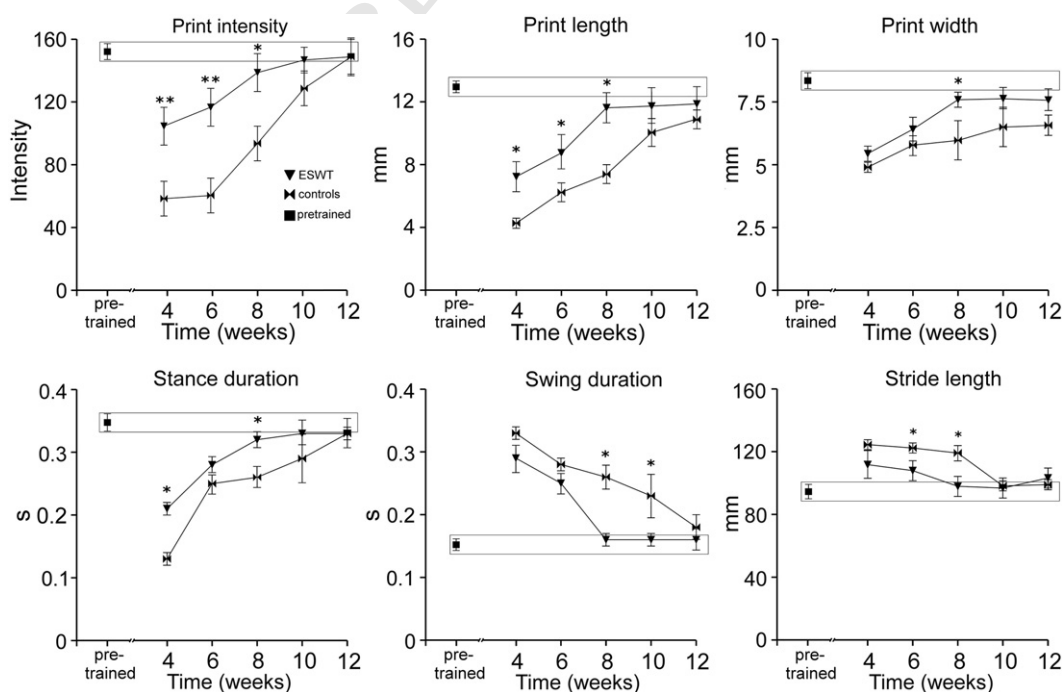 Print intensity
160
120
80
40
0
Intensity
**
**
*
ESWT
controls
pretrained
pre-
trained
4 6 8 10 12
Time (weeks)
Print length
16
12
8
4
0
mm
*
*
*
pre-
trained
4 6 8 10 12
Time (weeks)
Print width
10
7.5
5
2.5
0
mm
*
pre-
trained
4 6 8 10 12
Time (weeks)
Stance duration
0.4
0.3
0.2
0.1
0
s
*
*
pre-
trained
4 6 8 10 12
Time (weeks)
Swing duration
0.4
0.3
0.2
0.1
0
s
*
*
pre-
trained
4 6 8 10 12
Time (weeks)
Stride length
160
120
80
40
0
mm
*
*
pre-
trained
4 6 8 10 12
Time (weeks)